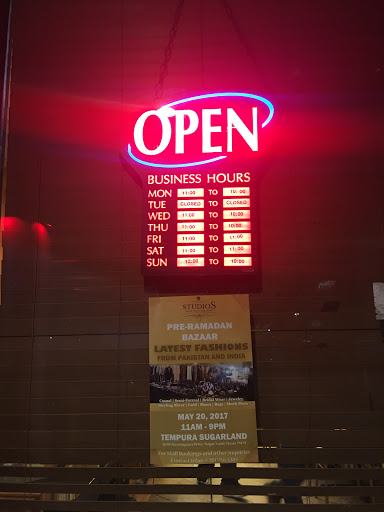 OPEN
BUSINESS HOURS
MON 11:00 TO 10:00
TUE CLOSED TO CLOSED
WED 11:00 TO 10:00
THU 11:00 TO 10:00
FRI 11:00 TO 11:00
SAT 11:00 TO 11:00
SUN 12:00 TO 10:00
STUDIOS
PRE-RAMADAN
BAZAAR
LATEST FASHIONS
FROM PAKISTAN AND INDIA
MAY 20, 2017
11AM - 9PM
TEMPURA SUGARLAND